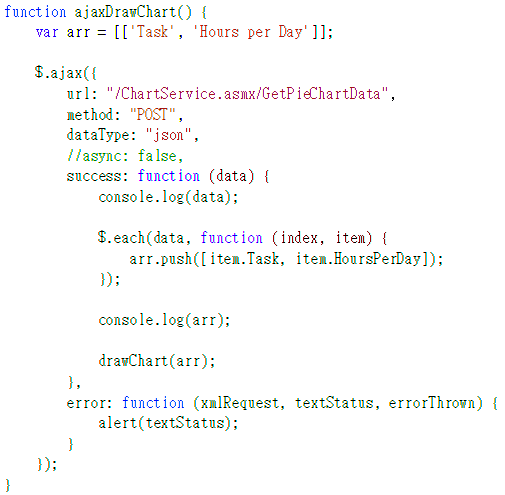 function ajaxDrawChart() {
    var arr = [['Task', 'Hours per Day']];

    $.ajax({
        url: "/ChartService.asmx/GetPieChartData",
        method: "POST",
        dataType: "json",
        //async: false,
        success: function (data) {
            console.log(data);

            $.each(data, function (index, item) {
                arr.push([item.Task, item.HoursPerDay]);
            });

            console.log(arr);

            drawChart(arr);
        },
        error: function (xmlRequest, textStatus, errorThrown) {
            alert(textStatus);
        }
    });
}